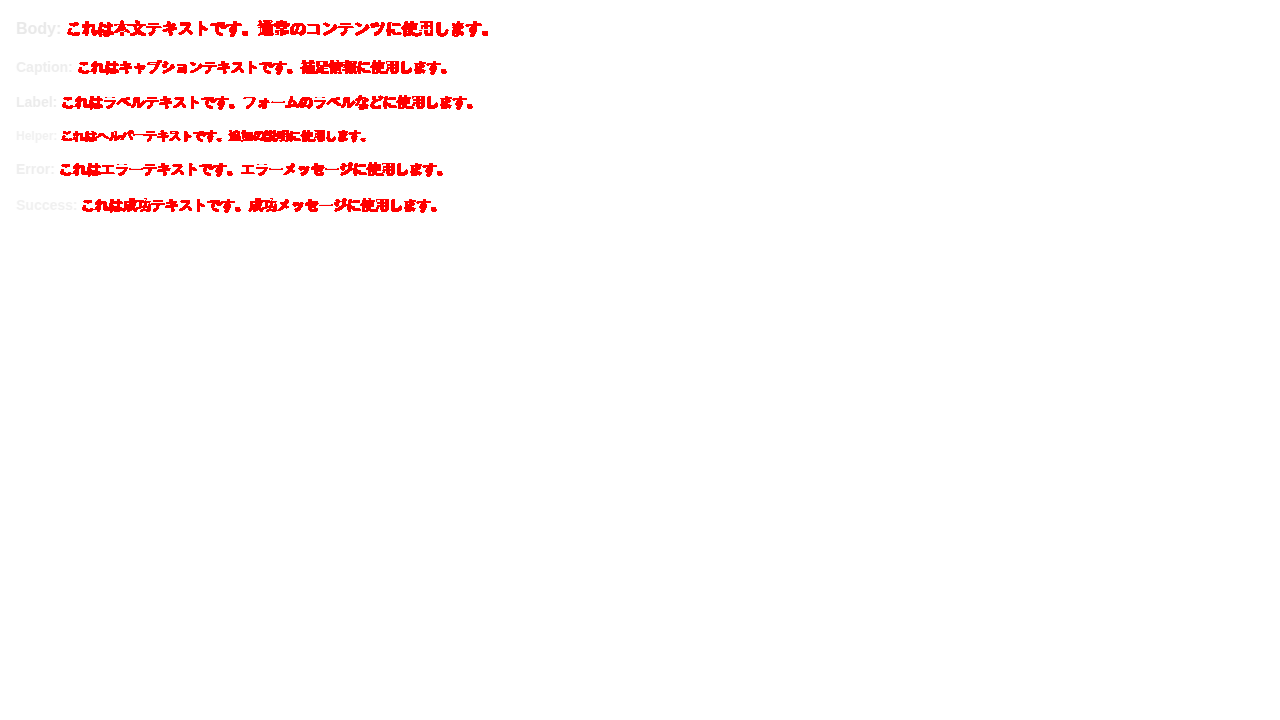 Body: これは本文テキストです。通常のコンテンツに使用します。
Caption: これはキャプションテキストです。補足情報に使用します。
Label: これはラベルテキストです。フォームのラベルなどに使用します。
Helper: これはヘルパーテキストです。追加の説明に使用します。
Error: これはエラーテキストです。エラーメッセージに使用します。
Success: これは成功テキストです。成功メッセージに使用します。